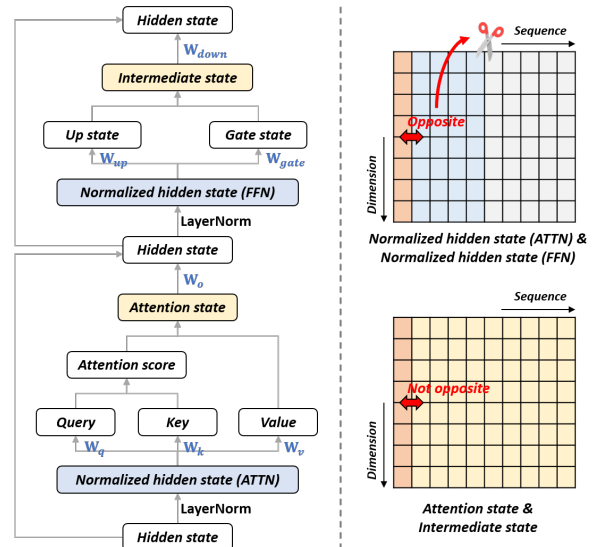 Hidden state
W_down
Intermediate state
Up state
Gate state
W_up
W_gate
Normalized hidden state (FFN)
LayerNorm
Hidden state
W_o
Attention state
Attention score
Query
Key
Value
W_q
W_k
W_v
Normalized hidden state (ATTN)
LayerNorm
Hidden state
Sequence
Opposite
Dimension
Normalized hidden state (ATTN) &
Normalized hidden state (FFN)
Sequence
Not opposite
Dimension
Attention state &
Intermediate state